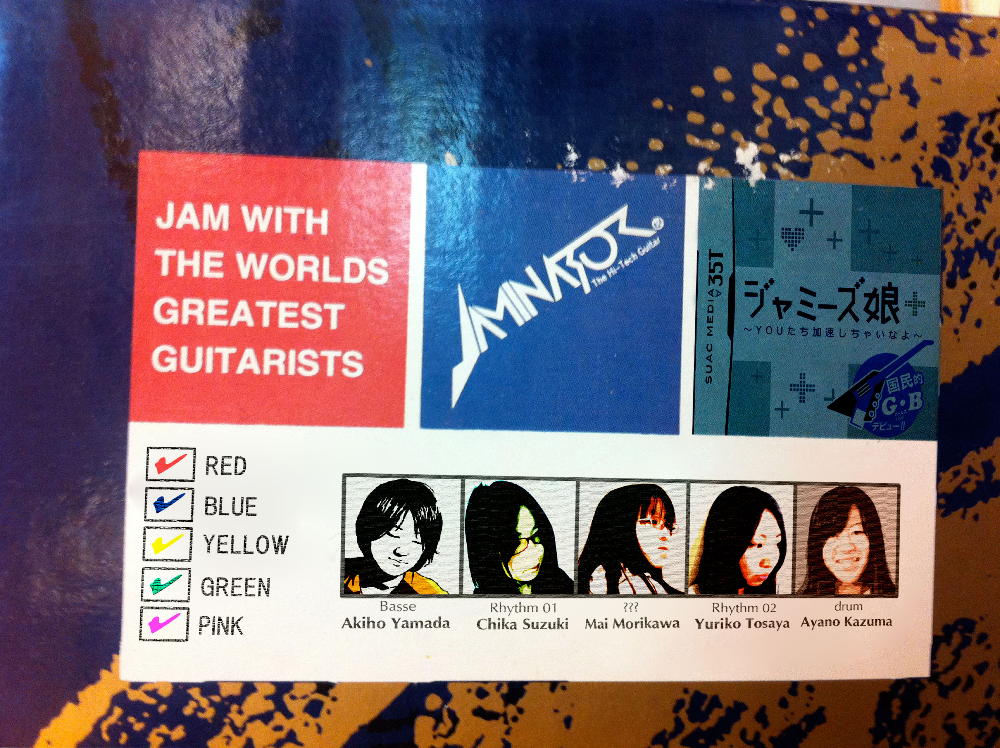 JAM WITH
THE WORLDS
GREATEST
GUITARISTS
JAMINATOR®
The Hi-Tech Guitar
SUAC MEDIA 35T
ジャミーズ娘
～YOUたち加速しちゃいなよ～
国民的
G・B
デビュー!!
RED
BLUE
YELLOW
GREEN
PINK
Basse
Akiho Yamada
Rhythm 01
Chika Suzuki
???
Mai Morikawa
Rhythm 02
Yuriko Tosaya
drum
Ayano Kazuma